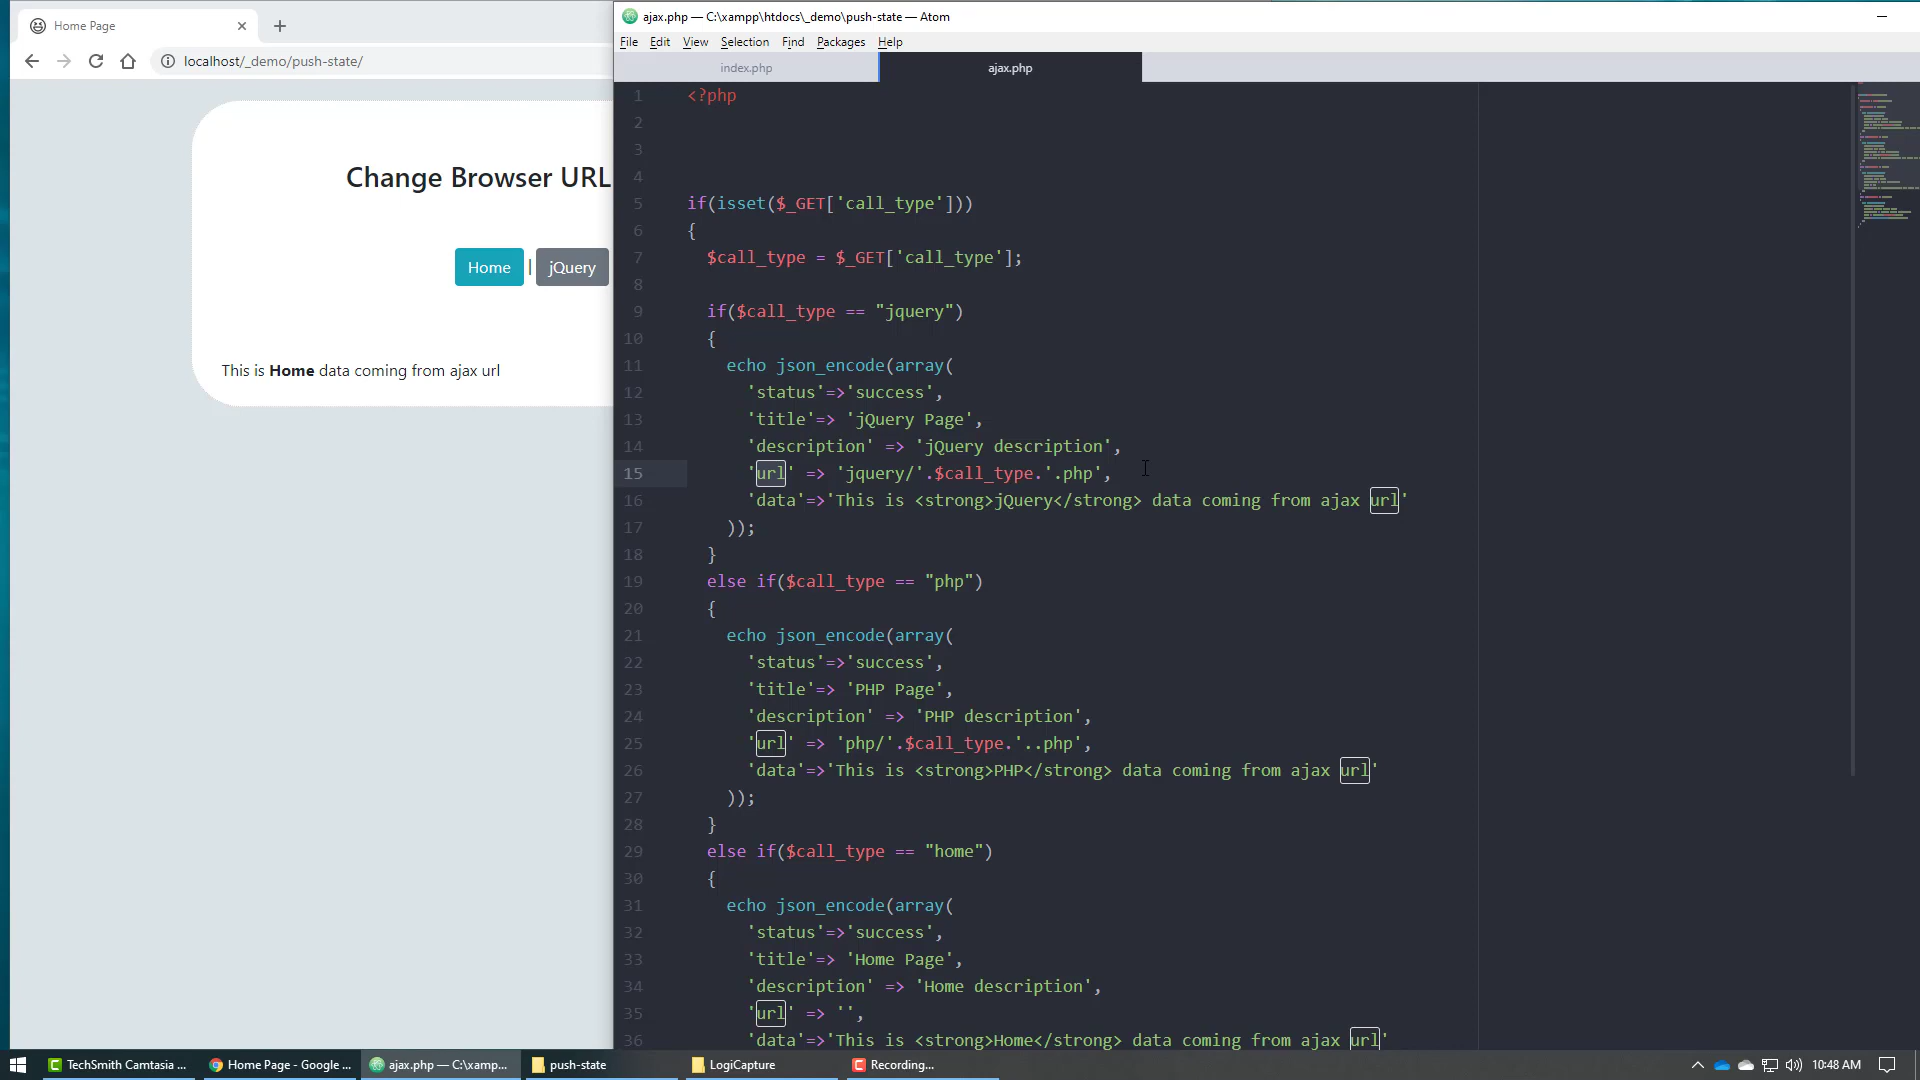 Home Page
localhost/_demo/push-state/
Change Browser URL
Home | jQuery
This is Home data coming from ajax url
ajax.php — C:\xampp\htdocs\_demo\push-state — Atom
File Edit View Selection Find Packages Help
index.php ajax.php
1 <?php
2
3
4
5 if(isset($_GET['call_type']))
6 {
7 $call_type = $_GET['call_type'];
8
9 if($call_type == "jquery")
10 {
11 echo json_encode(array(
12 'status'=>'success',
13 'title'=> 'jQuery Page',
14 'description' => 'jQuery description',
15 'url' => 'jquery/'.$call_type.'.php',
16 'data'=>'This is <strong>jQuery</strong> data coming from ajax url'
17 ));
18 }
19 else if($call_type == "php")
20 {
21 echo json_encode(array(
22 'status'=>'success',
23 'title'=> 'PHP Page',
24 'description' => 'PHP description',
25 'url' => 'php/'.$call_type.'..php',
26 'data'=>'This is <strong>PHP</strong> data coming from ajax url'
27 ));
28 }
29 else if($call_type == "home")
30 {
31 echo json_encode(array(
32 'status'=>'success',
33 'title'=> 'Home Page',
34 'description' => 'Home description',
35 'url' => '',
36 'data'=>'This is <strong>Home</strong> data coming from ajax url'
TechSmith Camtasia ... Home Page - Google ... ajax.php — C:\xamp... push-state LogiCapture Recording... 10:48 AM